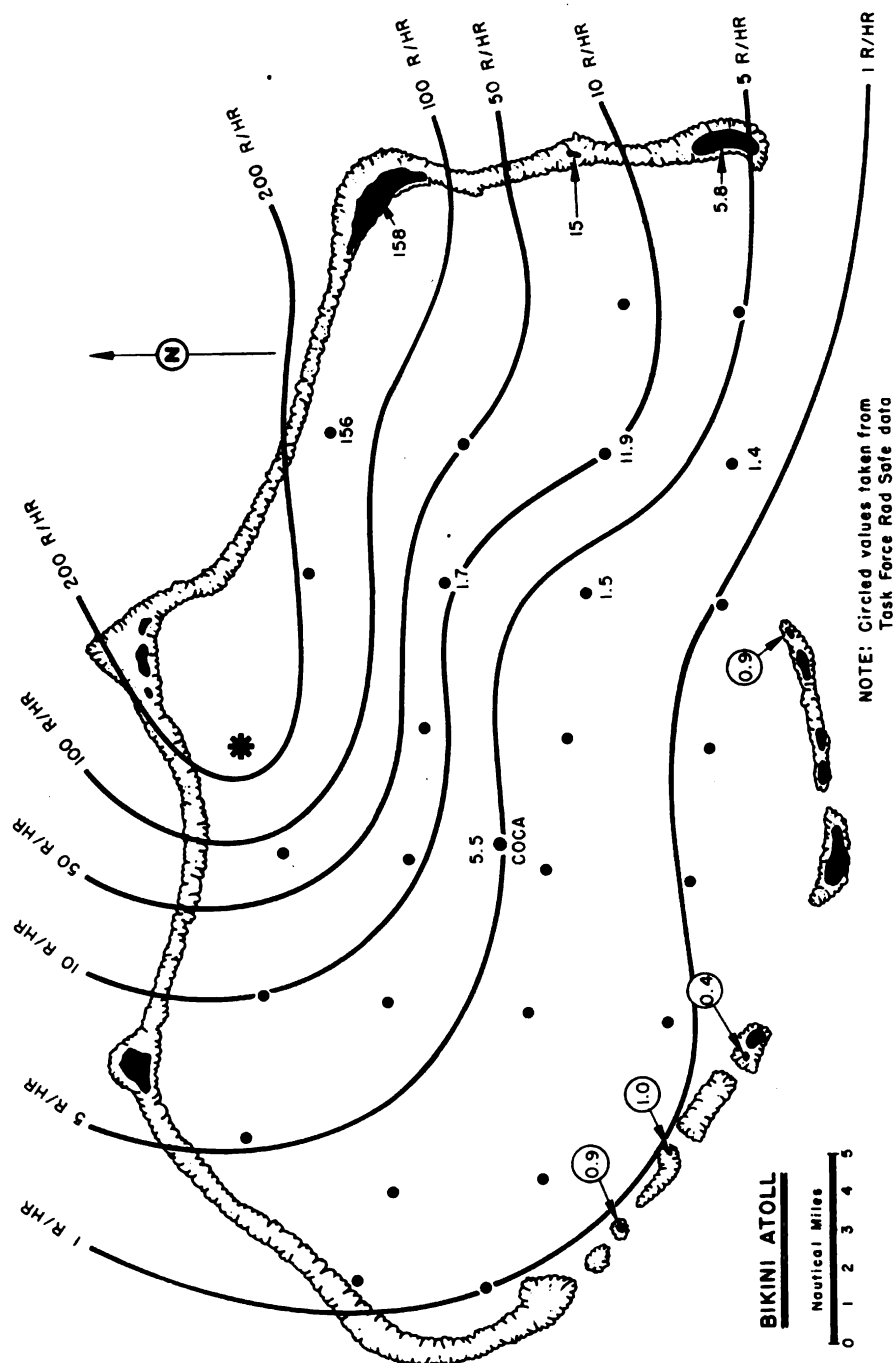 200 R/HR
100 R/HR
50 R/HR
10 R/HR
5 R/HR
1 R/HR
200 R/HR
100 R/HR
50 R/HR
10 R/HR
5 R/HR
1 R/HR
N
156
158
15
5.8
11.9
1.7
1.4
1.5
5.5
COCA
0.9
0.4
1.0
0.9
BIKINI ATOLL
Nautical Miles
0 1 2 3 4 5
NOTE: Circled values taken from
Task Force Rad Safe data